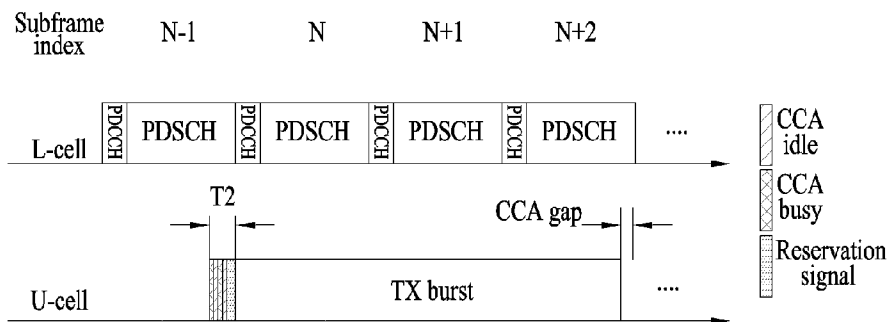 Subframe index N-1 N N+1 N+2
L-cell PDCCH PDSCH PDCCH PDSCH PDCCH PDSCH PDCCH PDSCH ....
CCA idle
T2
CCA gap
CCA busy
U-cell TX burst ....
Reservation signal